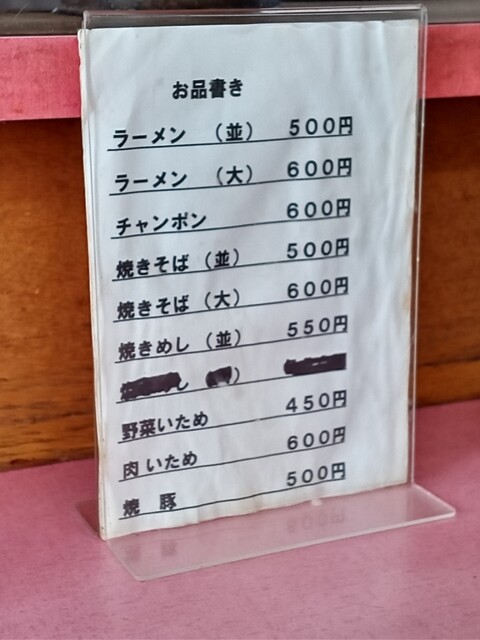 お品書き
ラーメン （並） ５００円
ラーメン （大） ６００円
チャンポン ６００円
焼きそば （並） ５００円
焼きそば （大） ６００円
焼きめし （並） ５５０円
し ）
野菜いため ４５０円
肉 いため ６００円
焼 豚 ５００円